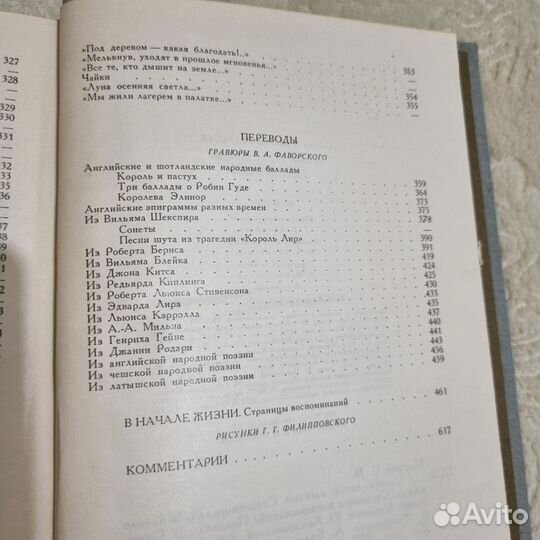 327
—
328
—
—
329
330
—
331
«Под деревом — какая благодать!..» 353
«Мелькнув, уходят в прошлое мгновенья...» —
«Все те, кто дышит на земле...» —
Чайки 354
«Луна осенняя светла...» 355
«Мы жили лагерем в палатке...» —
ПЕРЕВОДЫ
ГРАВЮРЫ В. А. ФАВОРСКОГО
Английские и шотландские народные баллады
Король и пастух 359
Три баллады о Робин Гуде 364
Королева Элинор 373
Английские эпиграммы разных времен 375
Из Вильяма Шекспира
Сонеты 378
Песни шута из трагедии «Король Лир» 390
Из Роберта Бернса 391
Из Вильяма Блейка 419
Из Джона Китса 424
Из Редьярда Киплинга 425
Из Роберта Льюиса Стивенсона 430
Из Эдварда Лира 433
Из Льюиса Кэрролла 435
Из А.-А. Мильна 437
Из Генриха Гейне 440
Из Джанни Родари 441
Из английской народной поэзии 443
Из чешской народной поэзии 456
Из латышской народной поэзии 459
В НАЧАЛЕ ЖИЗНИ. Страницы воспоминаний 461
РИСУНКИ Г. Г. ФИЛИППОВСКОГО
КОММЕНТАРИИ 617
Avito